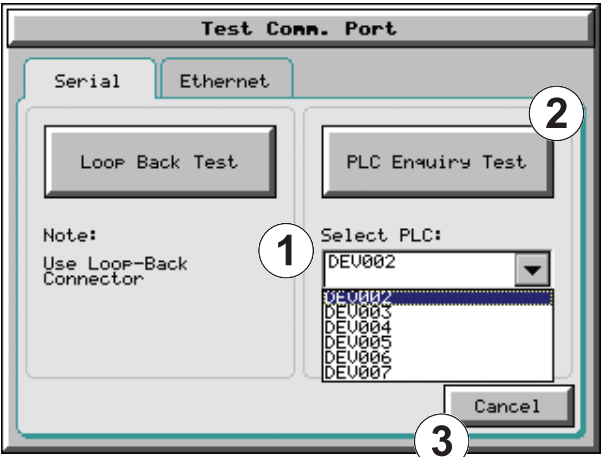 Test Comm. Port
Serial
Ethernet
2
Loop Back Test
PLC Enquiry Test
Note:
Use Loop-Back
Connector
1
Select PLC:
DEV002
DEV002
DEV003
DEV004
DEV005
DEV006
DEV007
Cancel
3